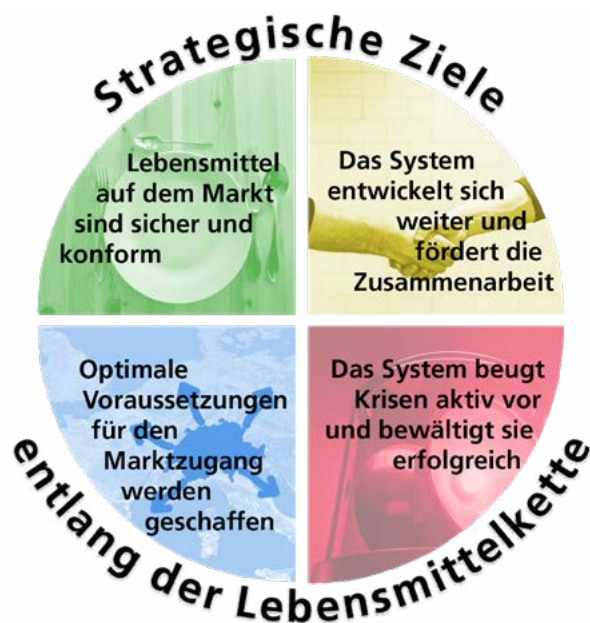 Strategische Ziele
Lebensmittel
auf dem Markt
sind sicher und
konform
Das System
entwickelt sich
weiter und
fördert die
Zusammenarbeit
Optimale
Voraussetzungen
für den
Marktzugang
werden
geschaffen
Das System beugt
Krisen aktiv vor
und bewältigt sie
erfolgreich
entlang der Lebensmittelkette